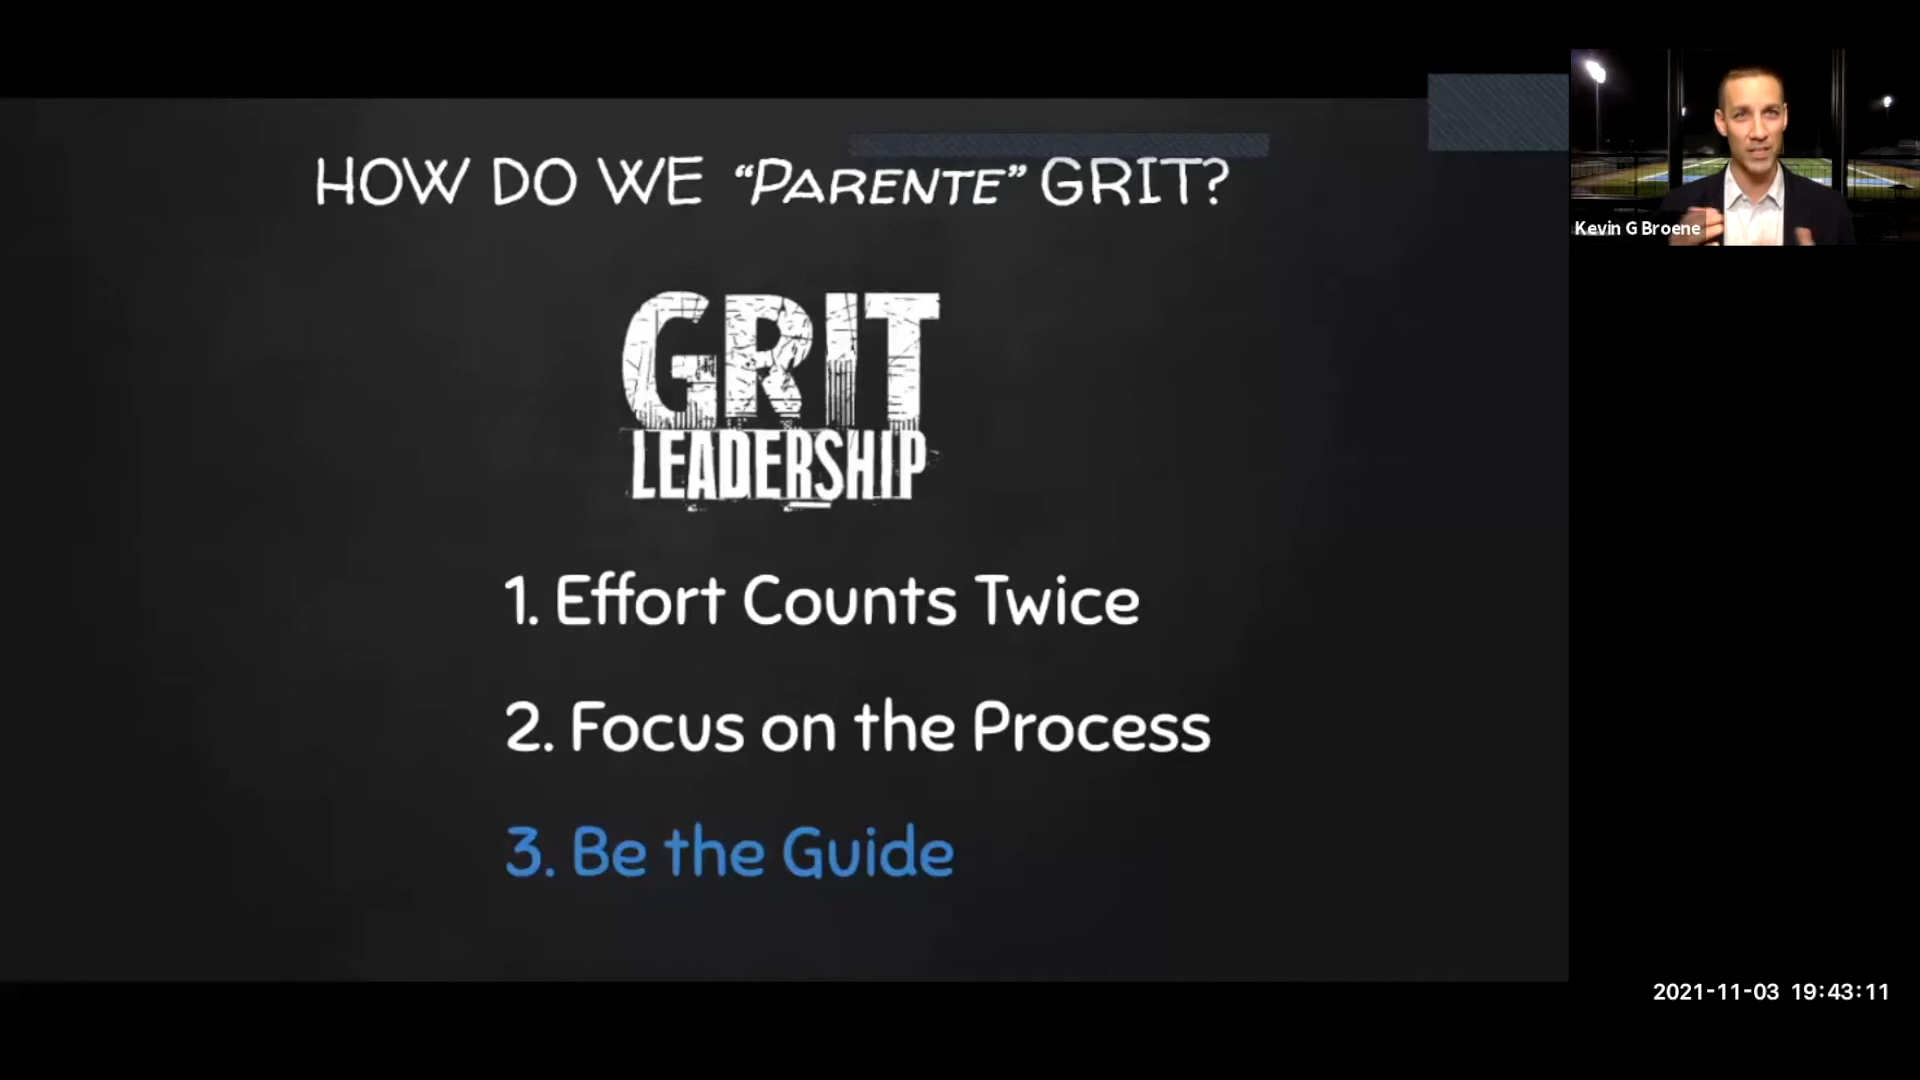 HOW DO WE “PARENTE” GRIT?
GRIT
LEADERSHIP
1. Effort Counts Twice
2. Focus on the Process
3. Be the Guide
Kevin G Broene
2021-11-03 19:43:11